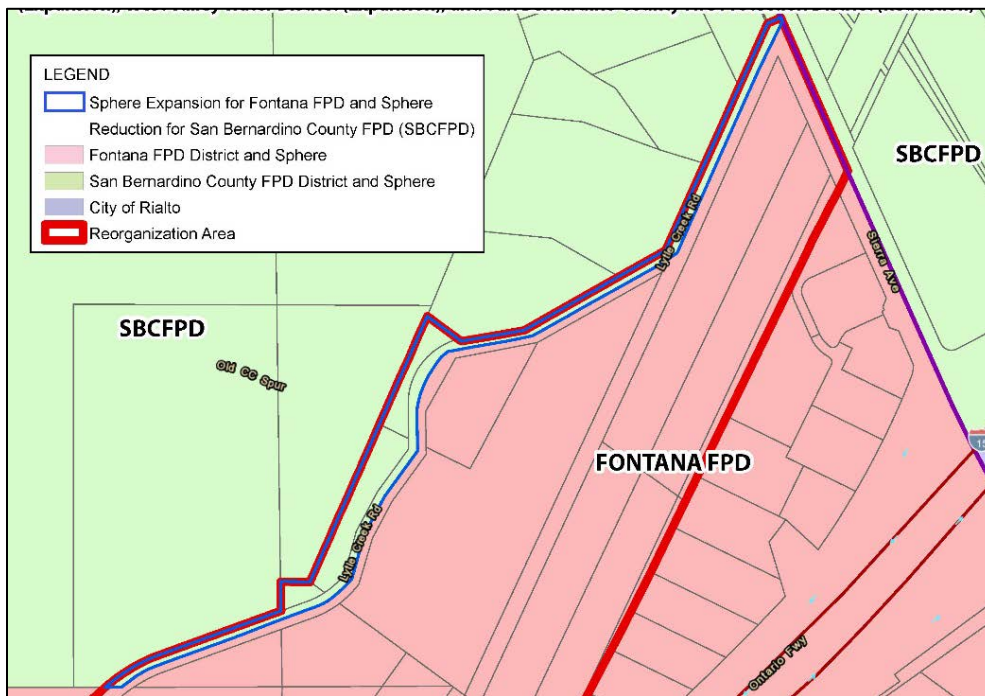 LEGEND
Sphere Expansion for Fontana FPD and Sphere
Reduction for San Bernardino County FPD (SBCFPD)
Fontana FPD District and Sphere
San Bernardino County FPD District and Sphere
City of Rialto
Reorganization Area
SBCFPD
Lytle Creek Rd
Sierra Ave
SBCFPD
Old CC Spur
15
FONTANA FPD
Lytle Creek Rd
Ontario Fwy